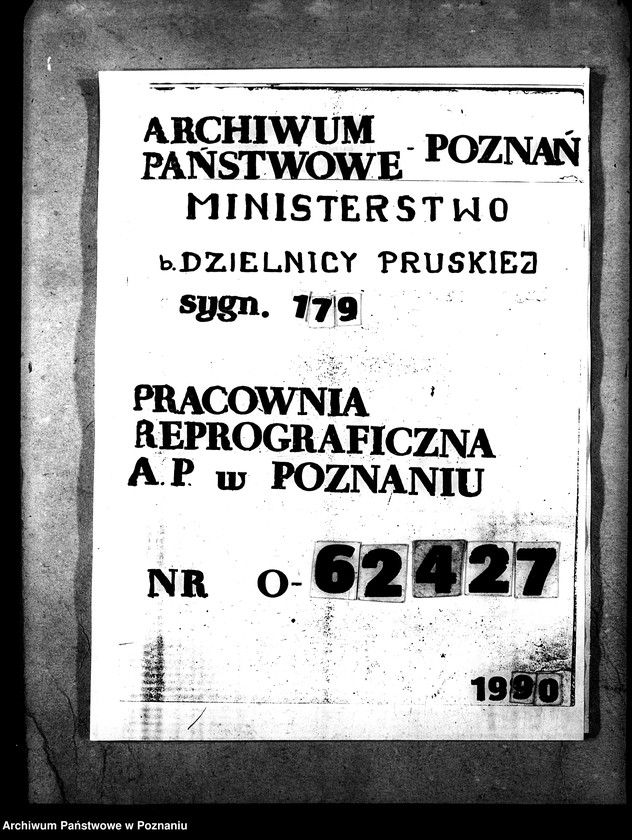 ARCHIWUM
PAŃSTWOWE - POZNAŃ
MINISTERSTWO
b. DZIELNICY PRUSKIEJ
sygn. 179
PRACOWNIA
REPROGRAFICZNA
A.P. w POZNANIU
NR O-62427
1990
Archiwum Państwowe w Poznaniu